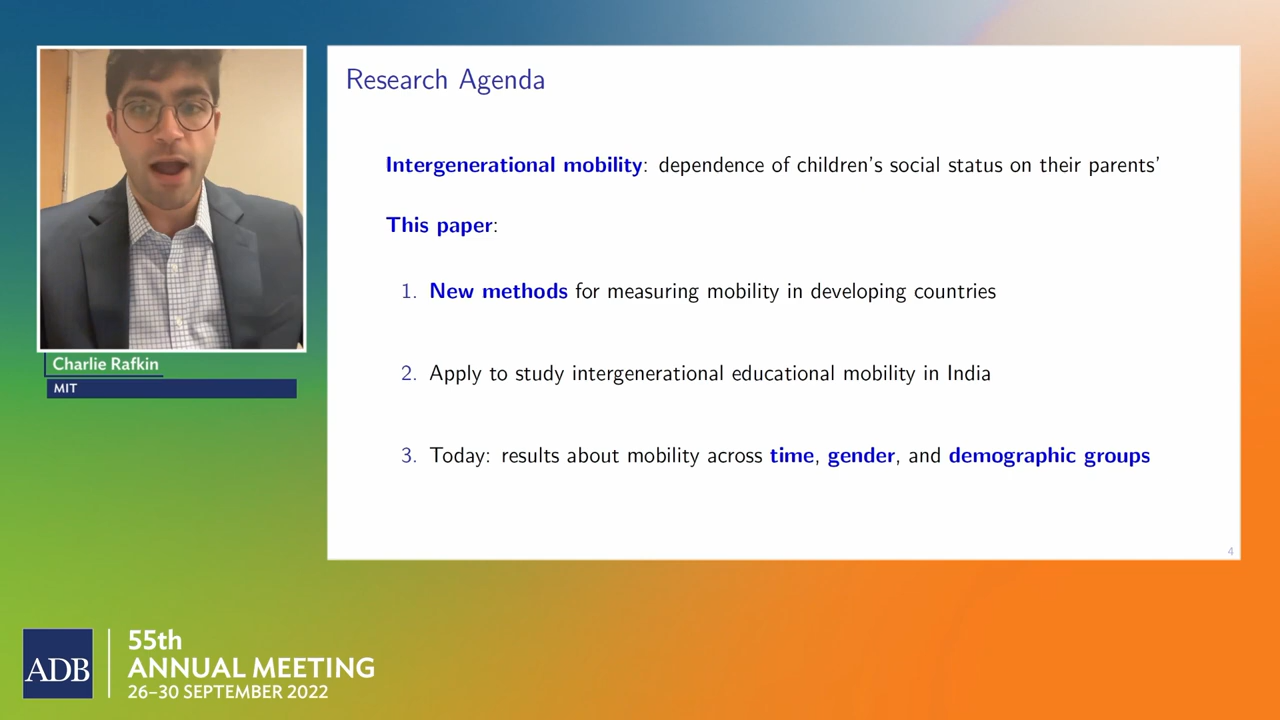 Research Agenda
Intergenerational mobility: dependence of children's social status on their parents'
This paper:
1. New methods for measuring mobility in developing countries
2. Apply to study intergenerational educational mobility in India
3. Today: results about mobility across time, gender, and demographic groups
4
Charlie Rafkin
MIT
ADB
55th
ANNUAL MEETING
26–30 SEPTEMBER 2022